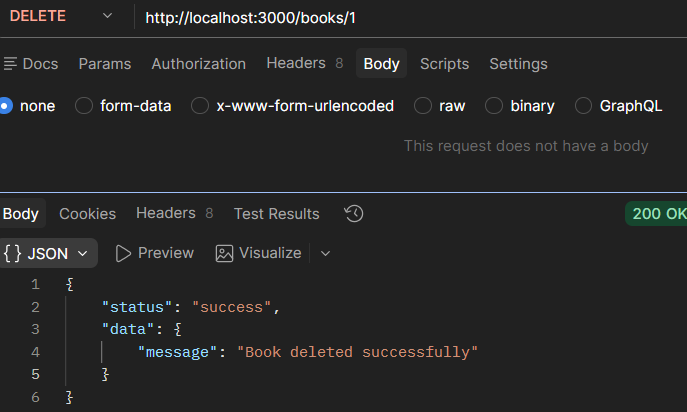 DELETE http://localhost:3000/books/1
Docs Params Authorization Headers 8 Body Scripts Settings
none form-data x-www-form-urlencoded raw binary GraphQL
This request does not have a body
Body Cookies Headers 8 Test Results 200 OK
{} JSON Preview Visualize
1 {
2 "status": "success",
3 "data": {
4 "message": "Book deleted successfully"
5 }
6 }